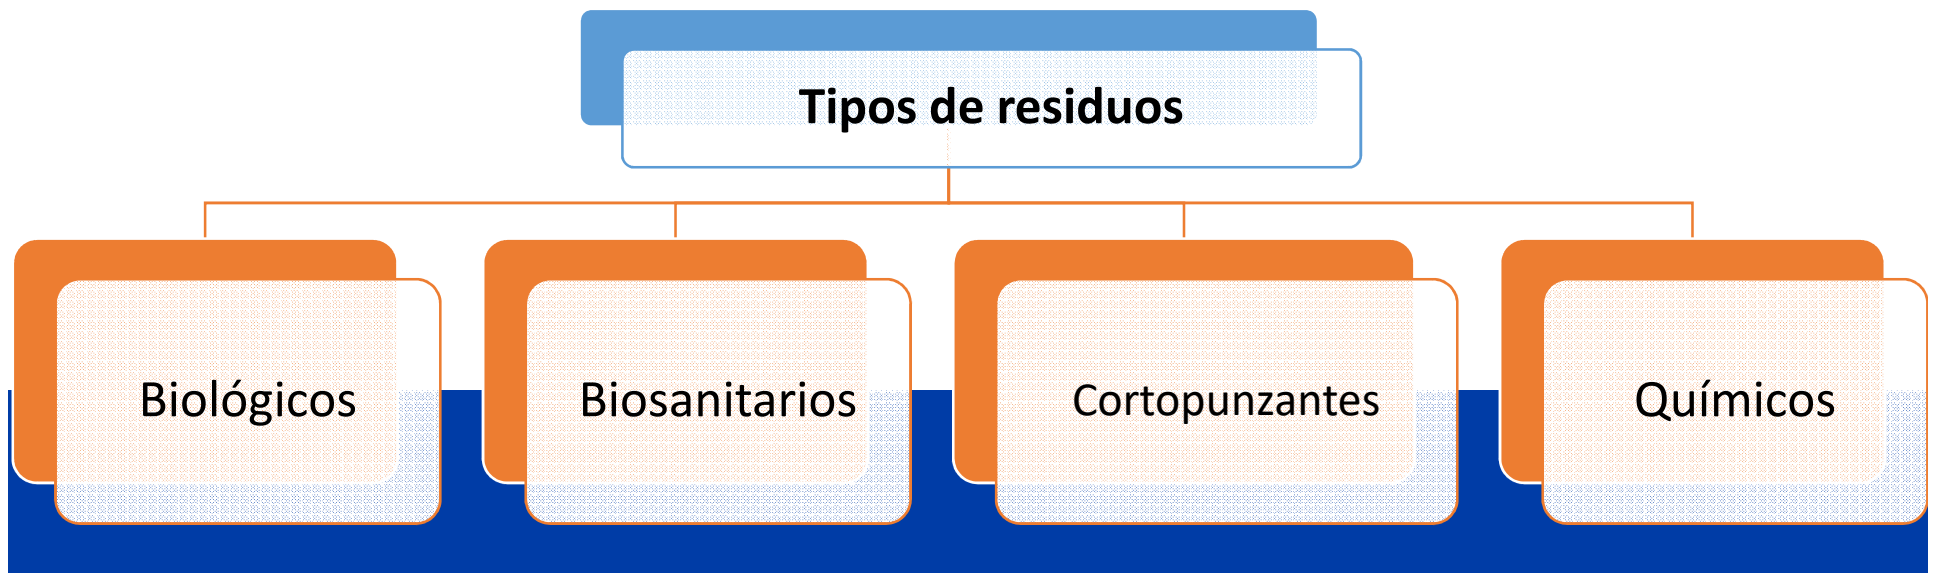 Tipos de residuos
Biológicos
Biosanitarios
Cortopunzantes
Químicos